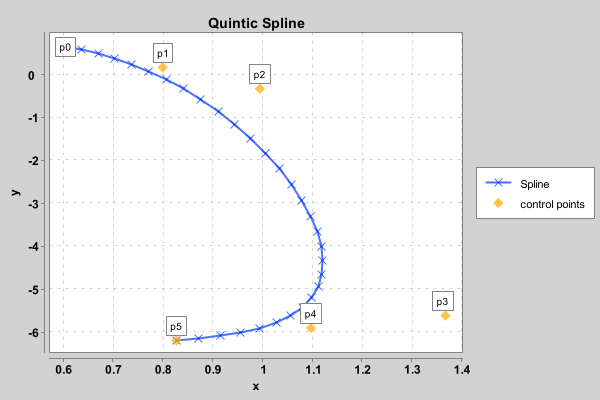 Quintic Spline
p0
p1
p2
p3
p4
p5
0
-1
-2
-3
-4
-5
-6
y
0.6 0.7 0.8 0.9 1 1.1 1.2 1.3 1.4
x
Spline
control points